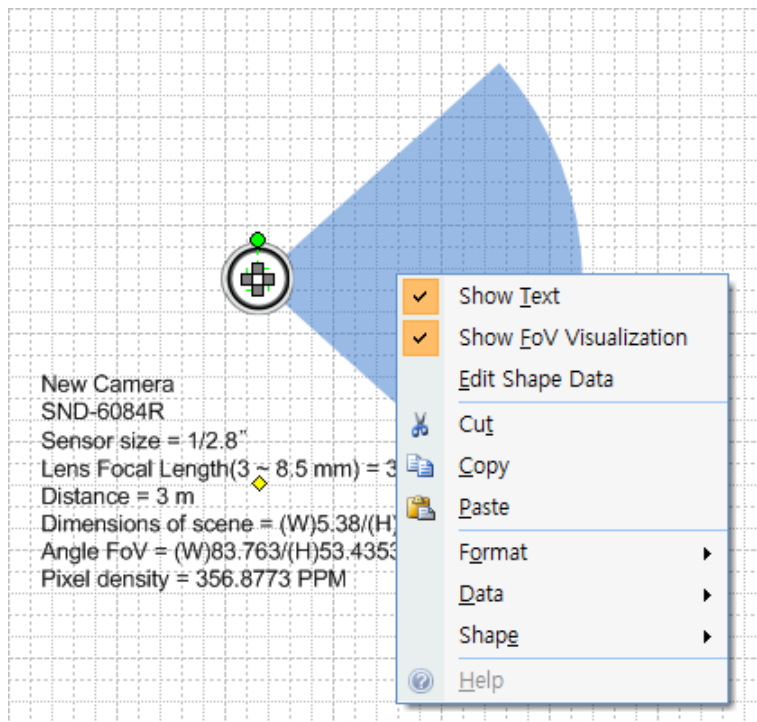 New Camera
SND-6084R
Sensor size = 1/2.8”
Lens Focal Length(3 ~ 8.5 mm) = 3
Distance = 3 m
Dimensions of scene = (W)5.38/(H)
Angle FoV = (W)83.763/(H)53.4353
Pixel density = 356.8773 PPM
Show Text
Show FoV Visualization
Edit Shape Data
Cut
Copy
Paste
Format
Data
Shape
Help